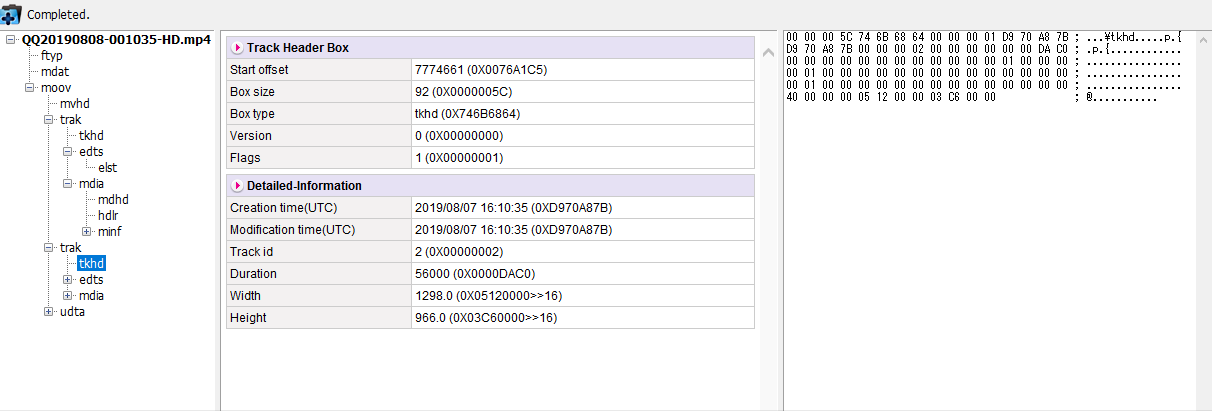 Completed.
QQ20190808-001035-HD.mp4
ftyp
mdat
moov
mvhd
trak
tkhd
edts
elst
mdia
mdhd
hdlr
minf
trak
tkhd
edts
mdia
udta
Track Header Box
Start offset 7774661 (0X0076A1C5)
Box size 92 (0X0000005C)
Box type tkhd (0X746B6864)
Version 0 (0X00000000)
Flags 1 (0X00000001)
Detailed-Information
Creation time(UTC) 2019/08/07 16:10:35 (0XD970A87B)
Modification time(UTC) 2019/08/07 16:10:35 (0XD970A87B)
Track id 2 (0X00000002)
Duration 56000 (0X0000DAC0)
Width 1298.0 (0X05120000>>16)
Height 966.0 (0X03C60000>>16)
00 00 00 5C 74 6B 68 64 00 00 00 01 D9 70 A8 7B ; ...¥tkhd.....p.{
D9 70 A8 7B 00 00 00 02 00 00 00 00 00 00 DA C0 ; .p.{............
00 00 00 00 00 00 00 00 00 00 00 00 01 00 00 00 ; ................
00 01 00 00 00 00 00 00 00 00 00 00 00 00 00 00 ; ................
00 01 00 00 00 00 00 00 00 00 00 00 00 00 00 00 ; ................
40 00 00 00 05 12 00 00 03 C6 00 00 ; @...........